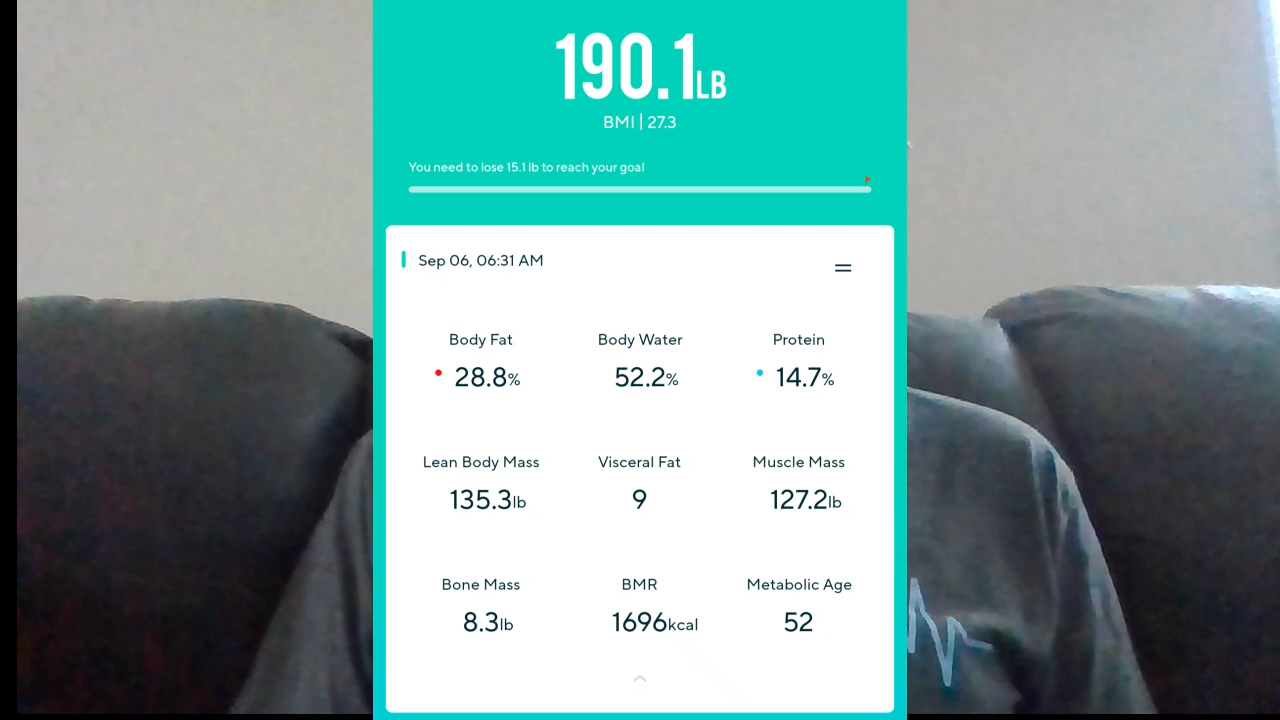 190.1LB
BMI | 27.3
You need to lose 15.1 lb to reach your goal
Sep 06, 06:31 AM
Body Fat Body Water Protein
28.8% 52.2% 14.7%
Lean Body Mass Visceral Fat Muscle Mass
135.3lb 9 127.2lb
Bone Mass BMR Metabolic Age
8.3lb 1696kcal 52